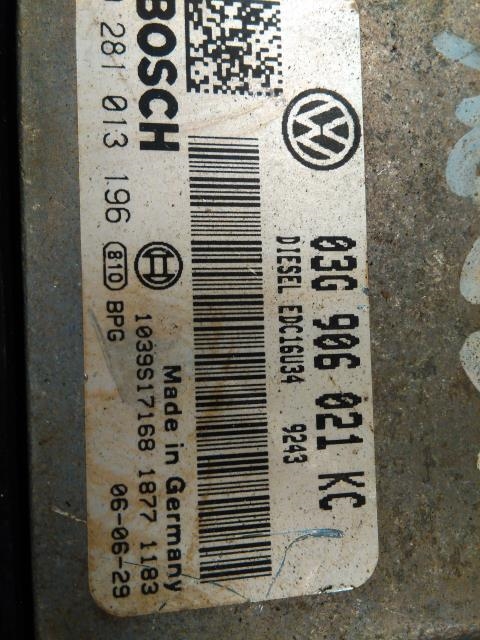 03G 906 021 KC
DIESEL EDC16U34 9243
BOSCH
281 013 196 810 BPG
Made in Germany
1039S17168 1877 1183
06-06-29